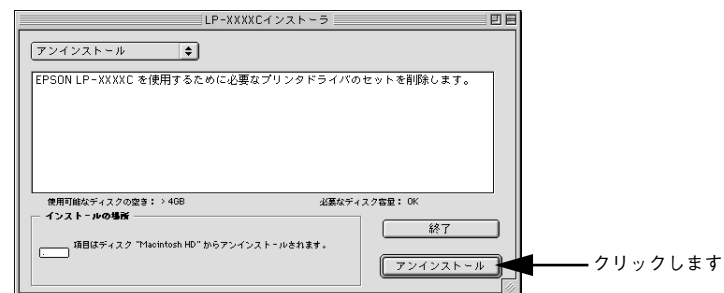 LP-XXXXCインストーラ
アンインストール
EPSON LP-XXXXC を使用するために必要なプリンタドライバのセットを削除します。
使用可能なディスクの空き： > 4GB 必要なディスク容量： 0K
インストールの場所
項目はディスク "Macintosh HD" からアンインストールされます。
終了
アンインストール
クリックします